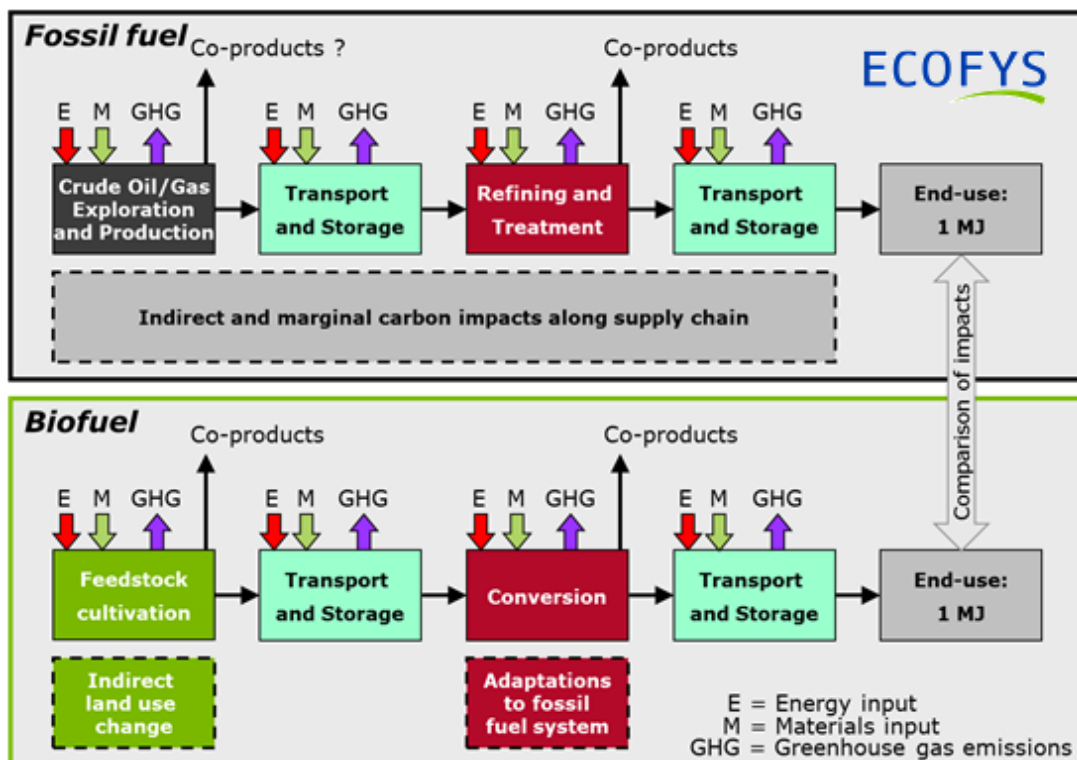 Fossil fuel
Co-products ?
Co-products
ECOFYS
E M GHG
E M GHG
E M GHG
E M GHG
Crude Oil/Gas
Exploration
and Production
Transport
and Storage
Refining and
Treatment
Transport
and Storage
End-use:
1 MJ
Indirect and marginal carbon impacts along supply chain
Comparison of impacts
Biofuel
Co-products
Co-products
E M GHG
E M GHG
E M GHG
E M GHG
Feedstock
cultivation
Transport
and Storage
Conversion
Transport
and Storage
End-use:
1 MJ
Indirect
land use
change
Adaptations
to fossil
fuel system
E = Energy input
M = Materials input
GHG = Greenhouse gas emissions